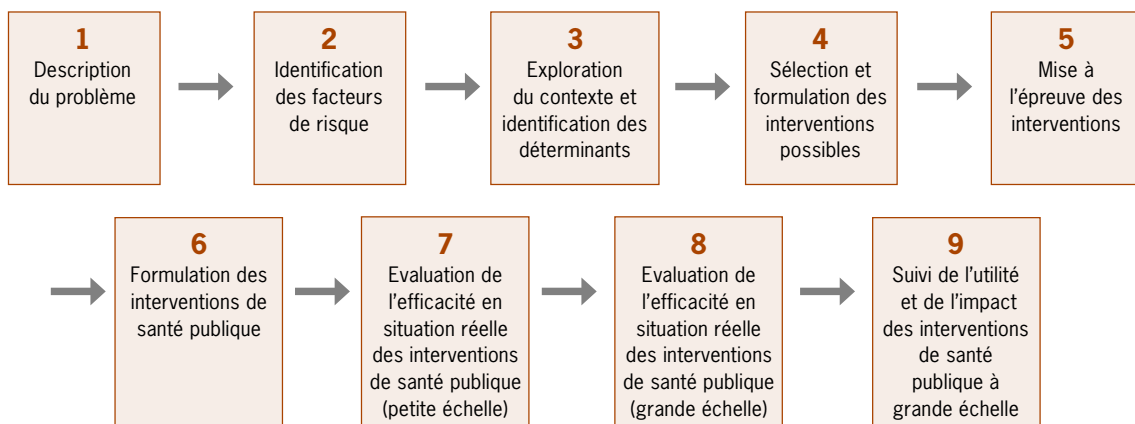 1
Description
du problème
2
Identification
des facteurs
de risque
3
Exploration
du contexte et
identification des
déterminants
4
Sélection et
formulation des
interventions
possibles
5
Mise à
l'épreuve des
interventions
6
Formulation des
interventions de
santé publique
7
Evaluation de
l'efficacité en
situation réelle
des interventions
de santé publique
(petite échelle)
8
Evaluation de
l'efficacité en
situation réelle
des interventions
de santé publique
(grande échelle)
9
Suivi de l'utilité
et de l'impact
des interventions
de santé
publique à
grande échelle